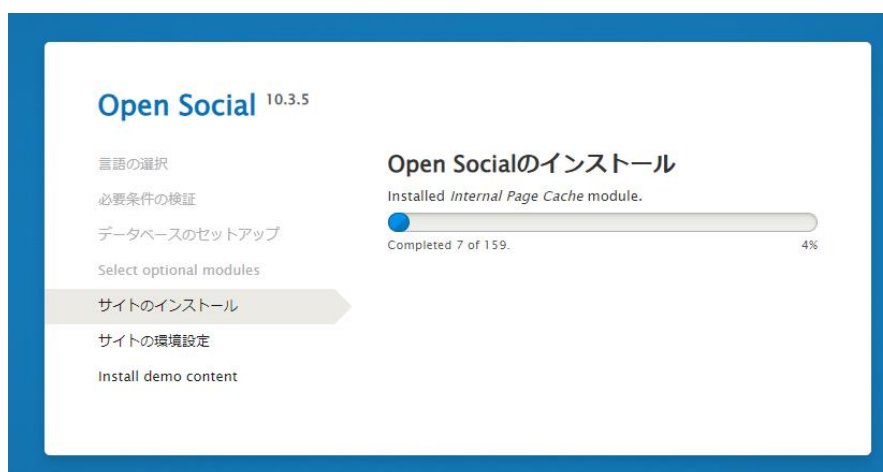 Open Social 10.3.5
言語の選択
必要条件の検証
データベースのセットアップ
Select optional modules
サイトのインストール
サイトの環境設定
Install demo content
Open Socialのインストール
Installed Internal Page Cache module.
Completed 7 of 159.
4%